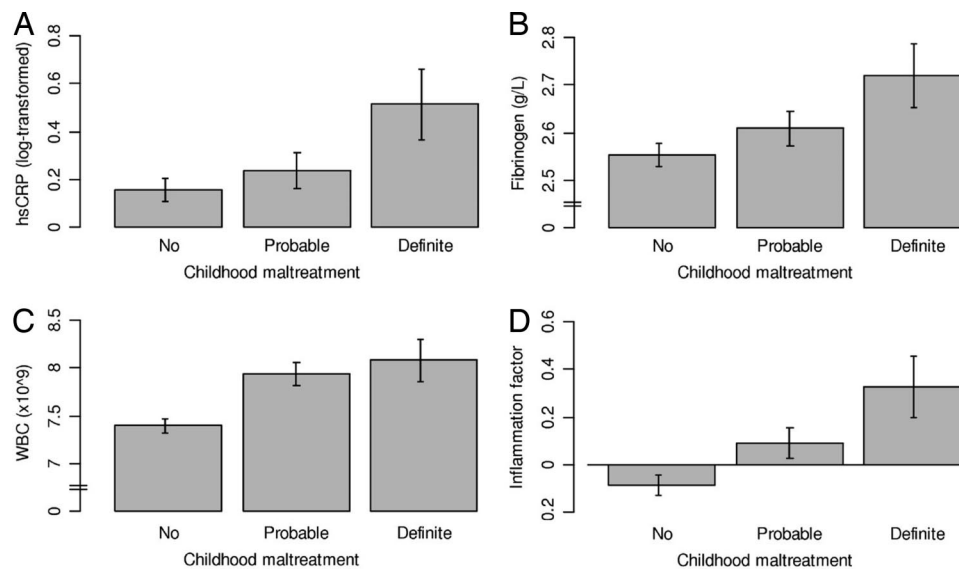 A
hsCRP (log-transformed)
0.8
0.6
0.4
0.2
0
No Probable Definite
Childhood maltreatment
B
Fibrinogen (g/L)
2.8
2.7
2.6
2.5
0
No Probable Definite
Childhood maltreatment
C
WBC (x10^9)
8.5
8
7.5
7
0
No Probable Definite
Childhood maltreatment
D
Inflammation factor
0.6
0.4
0.2
0
0.2
No Probable Definite
Childhood maltreatment